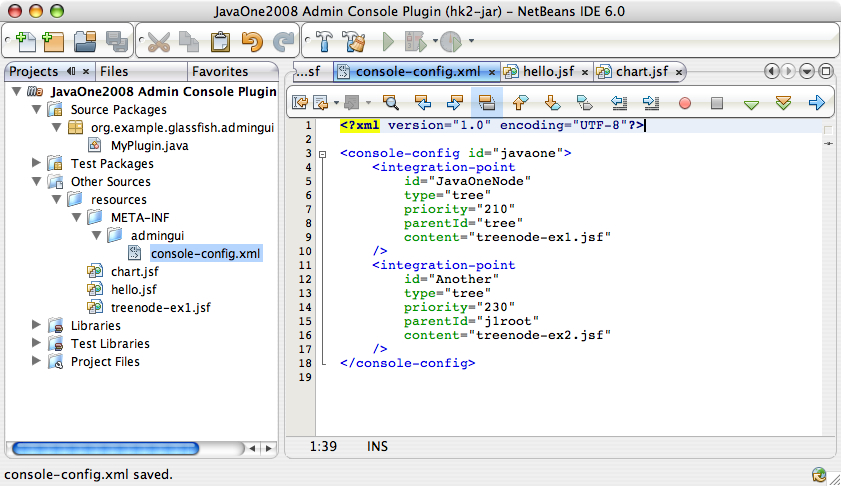 JavaOne2008 Admin Console Plugin (hk2-jar) - NetBeans IDE 6.0
Projects
Files
Favorites
...sf
console-config.xml
hello.jsf
chart.jsf
JavaOne2008 Admin Console Plugin
Source Packages
org.example.glassfish.admingui
MyPlugin.java
Test Packages
Other Sources
resources
META-INF
admingui
console-config.xml
chart.jsf
hello.jsf
treenode-ex1.jsf
Libraries
Test Libraries
Project Files
1 <?xml version="1.0" encoding="UTF-8"?>
2
3 <console-config id="javaone">
4 <integration-point
5 id="JavaOneNode"
6 type="tree"
7 priority="210"
8 parentId="tree"
9 content="treenode-ex1.jsf"
10 />
11 <integration-point
12 id="Another"
13 type="tree"
14 priority="230"
15 parentId="jlroot"
16 content="treenode-ex2.jsf"
17 />
18 </console-config>
19
1:39 INS
console-config.xml saved.